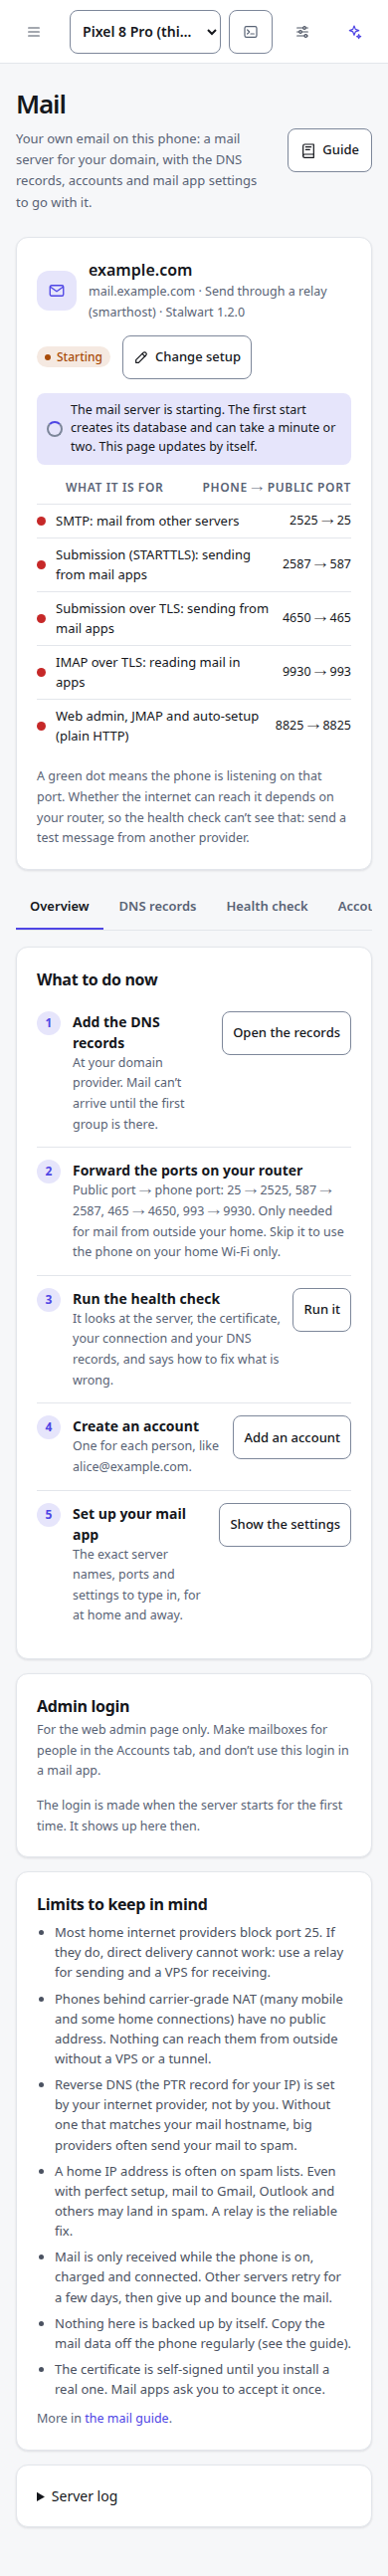 Pixel 8 Pro (thi...
Mail
Your own email on this phone: a mail
server for your domain, with the DNS
records, accounts and mail app settings
to go with it.
Guide
example.com
mail.example.com · Send through a relay
(smarthost) · Stalwart 1.2.0
Starting
Change setup
The mail server is starting. The first start
creates its database and can take a minute or
two. This page updates by itself.
WHAT IT IS FOR PHONE → PUBLIC PORT
SMTP: mail from other servers 2525 → 25
Submission (STARTTLS): sending
from mail apps 2587 → 587
Submission over TLS: sending from
mail apps 4650 → 465
IMAP over TLS: reading mail in
apps 9930 → 993
Web admin, JMAP and auto-setup
(plain HTTP) 8825 → 8825
A green dot means the phone is listening on that
port. Whether the internet can reach it depends on
your router, so the health check can't see that: send a
test message from another provider.
Overview DNS records Health check Accou
What to do now
1 Add the DNS
records
At your domain
provider. Mail can't
arrive until the first
group is there.
Open the records
2 Forward the ports on your router
Public port → phone port: 25 → 2525, 587 →
2587, 465 → 4650, 993 → 9930. Only needed
for mail from outside your home. Skip it to use
the phone on your home Wi-Fi only.
3 Run the health check
It looks at the server, the certificate,
your connection and your DNS
records, and says how to fix what is
wrong.
Run it
4 Create an account
One for each person, like
alice@example.com.
Add an account
5 Set up your mail
app
The exact server
names, ports and
settings to type in, for
at home and away.
Show the settings
Admin login
For the web admin page only. Make mailboxes for
people in the Accounts tab, and don't use this login in
a mail app.
The login is made when the server starts for the first
time. It shows up here then.
Limits to keep in mind
• Most home internet providers block port 25. If
they do, direct delivery cannot work: use a relay
for sending and a VPS for receiving.
• Phones behind carrier-grade NAT (many mobile
and some home connections) have no public
address. Nothing can reach them from outside
without a VPS or a tunnel.
• Reverse DNS (the PTR record for your IP) is set
by your internet provider, not by you. Without
one that matches your mail hostname, big
providers often send your mail to spam.
• A home IP address is often on spam lists. Even
with perfect setup, mail to Gmail, Outlook and
others may land in spam. A relay is the reliable
fix.
• Mail is only received while the phone is on,
charged and connected. Other servers retry for
a few days, then give up and bounce the mail.
• Nothing here is backed up by itself. Copy the
mail data off the phone regularly (see the guide).
• The certificate is self-signed until you install a
real one. Mail apps ask you to accept it once.
More in the mail guide.
Server log